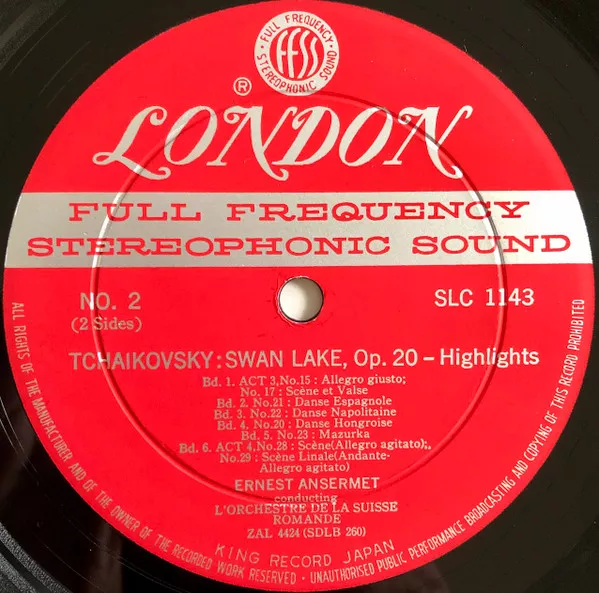 FULL FREQUENCY
ffss
STEREOPHONIC SOUND
®
LONDON
FULL FREQUENCY
STEREOPHONIC SOUND
NO. 2
(2 Sides)
SLC 1143
TCHAIKOVSKY: SWAN LAKE, Op. 20 – Highlights
Bd. 1. ACT 3,No.15 : Allegro giusto;
No. 17 : Scène et Valse
Bd. 2. No.21 : Danse Espagnole
Bd. 3. No.22 : Danse Napolitaine
Bd. 4. No.20 : Danse Hongroise
Bd. 5. No.23 : Mazurka
Bd. 6. ACT 4,No.28 : Scène(Allegro agitato);
No.29 : Scène Linale(Andante-
Allegro agitato)
ERNEST ANSERMET
conducting
L'ORCHESTRE DE LA SUISSE
ROMANDE
ZAL 4424 (SDLB 260)
KING RECORD JAPAN
ALL RIGHTS OF THE MANUFACTURER AND OF THE OWNER OF THE RECORDED WORK RESERVED · UNAUTHORISED PUBLIC PERFORMANCE BROADCASTING AND COPYING OF THIS RECORD PROHIBITED